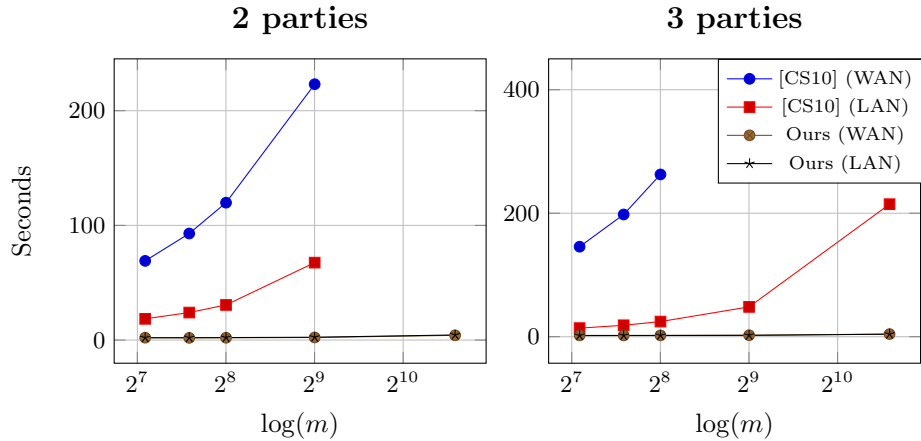 2 parties
3 parties
Seconds
200
100
0
2^7
2^8
2^9
2^10
log(m)
400
200
0
2^7
2^8
2^9
2^10
log(m)
[CS10] (WAN)
[CS10] (LAN)
Ours (WAN)
Ours (LAN)